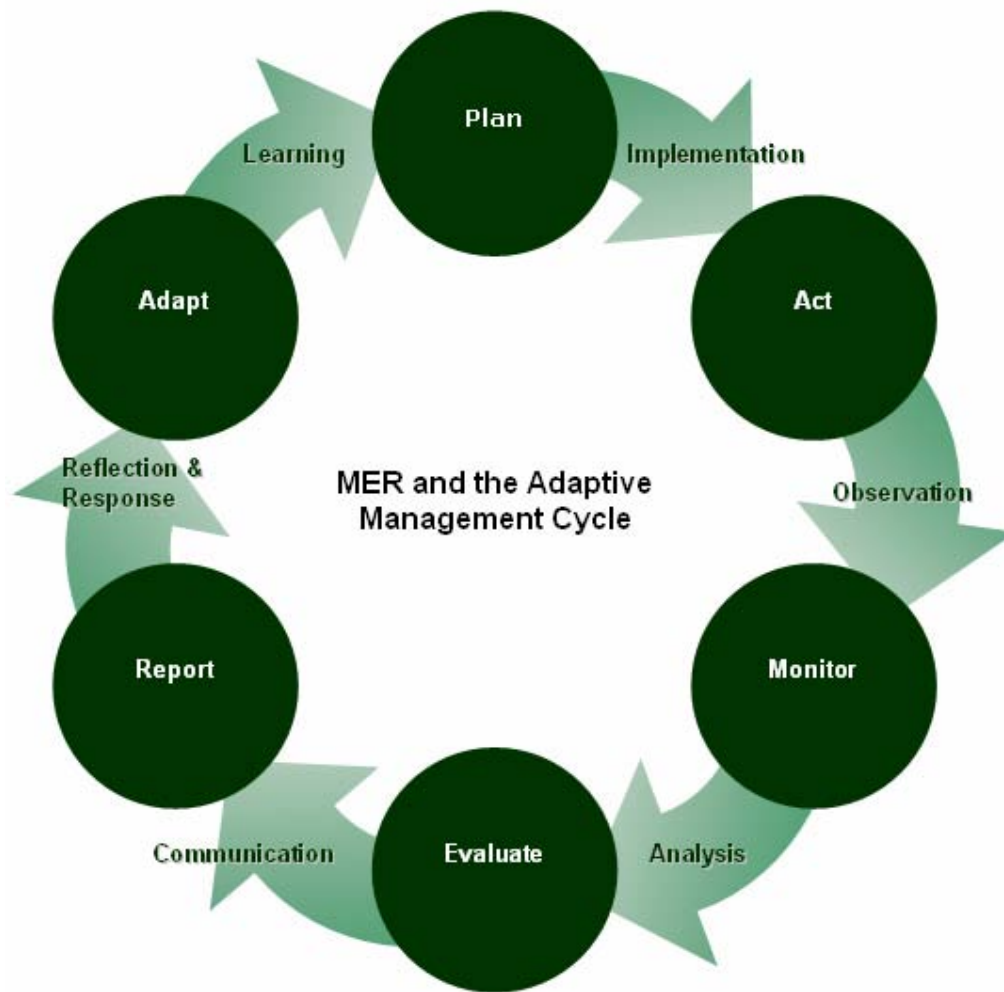 Plan
Implementation
Act
Observation
Monitor
Analysis
Evaluate
Communication
Report
Reflection &
Response
Adapt
Learning
MER and the Adaptive
Management Cycle